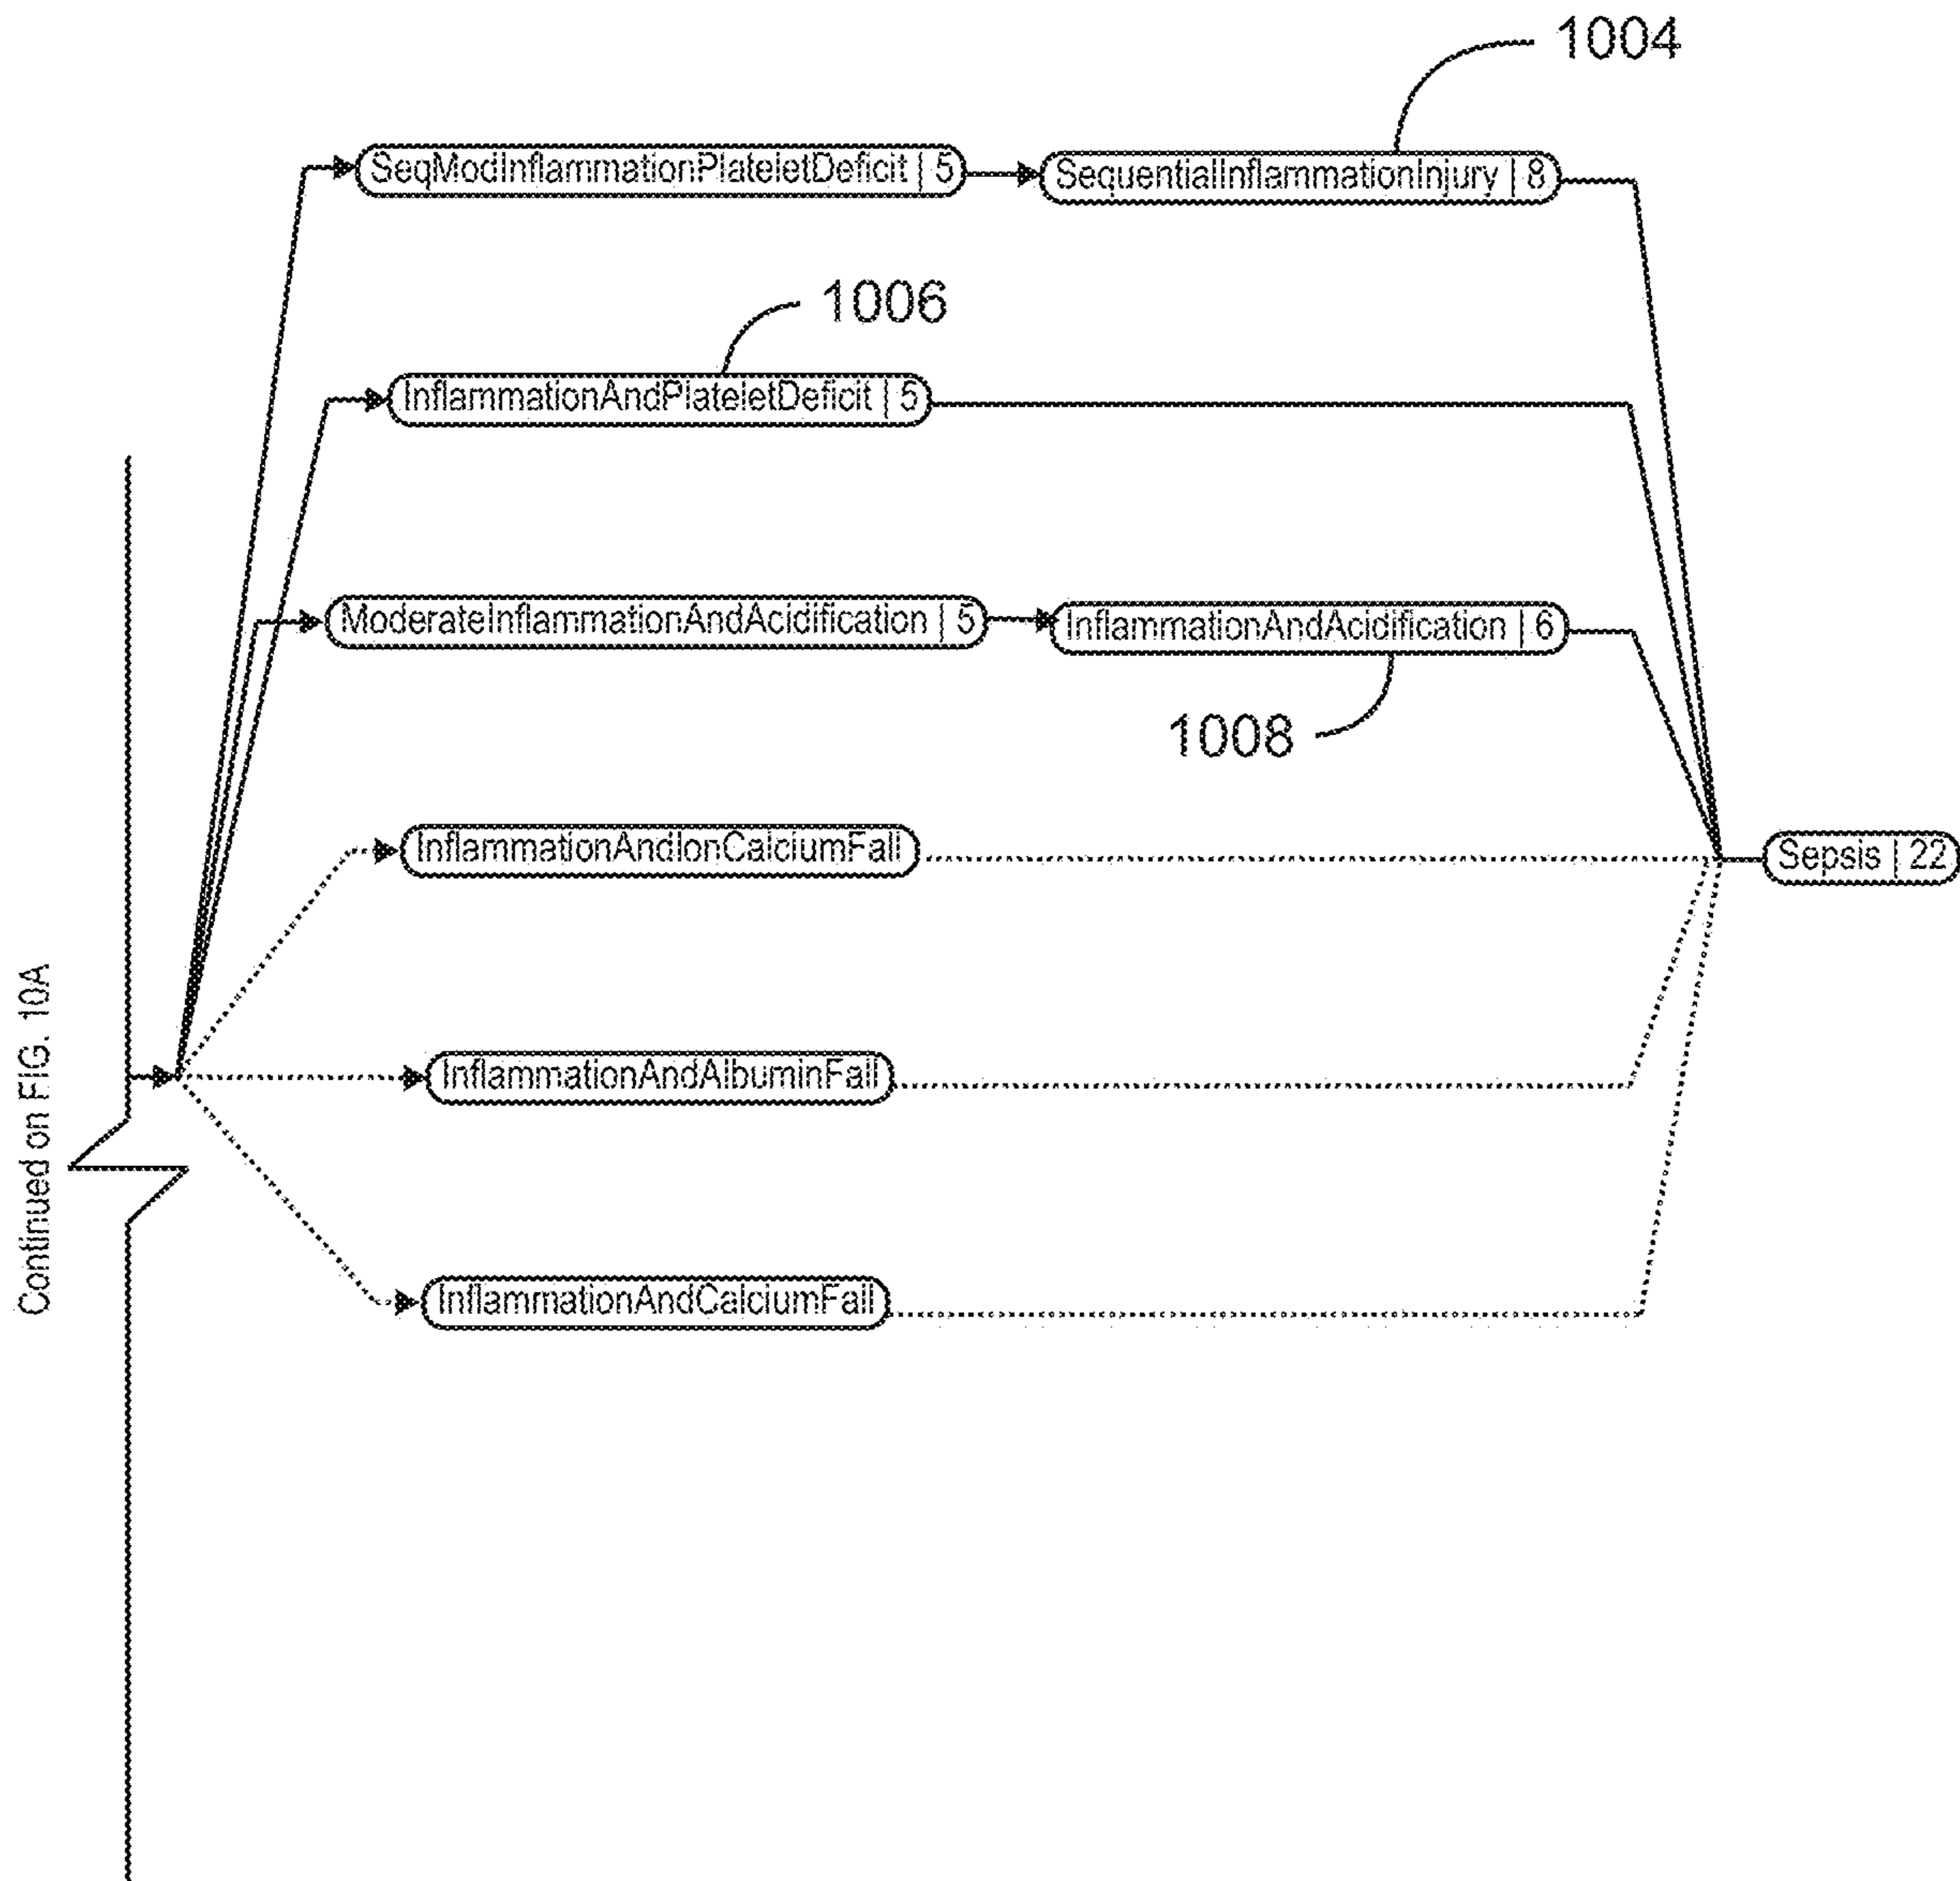 1004
SeqModInflammationPlateletDeficit | 5
SequentialInflammationInjury | 8
1006
InflammationAndPlateletDeficit | 5
ModerateInflammationAndAcidification | 5
InflammationAndAcidification | 6
1008
InflammationAndIonCalciumFall
Sepsis | 22
InflammationAndAlbuminFall
InflammationAndCalciumFall
Continued on FIG. 10A